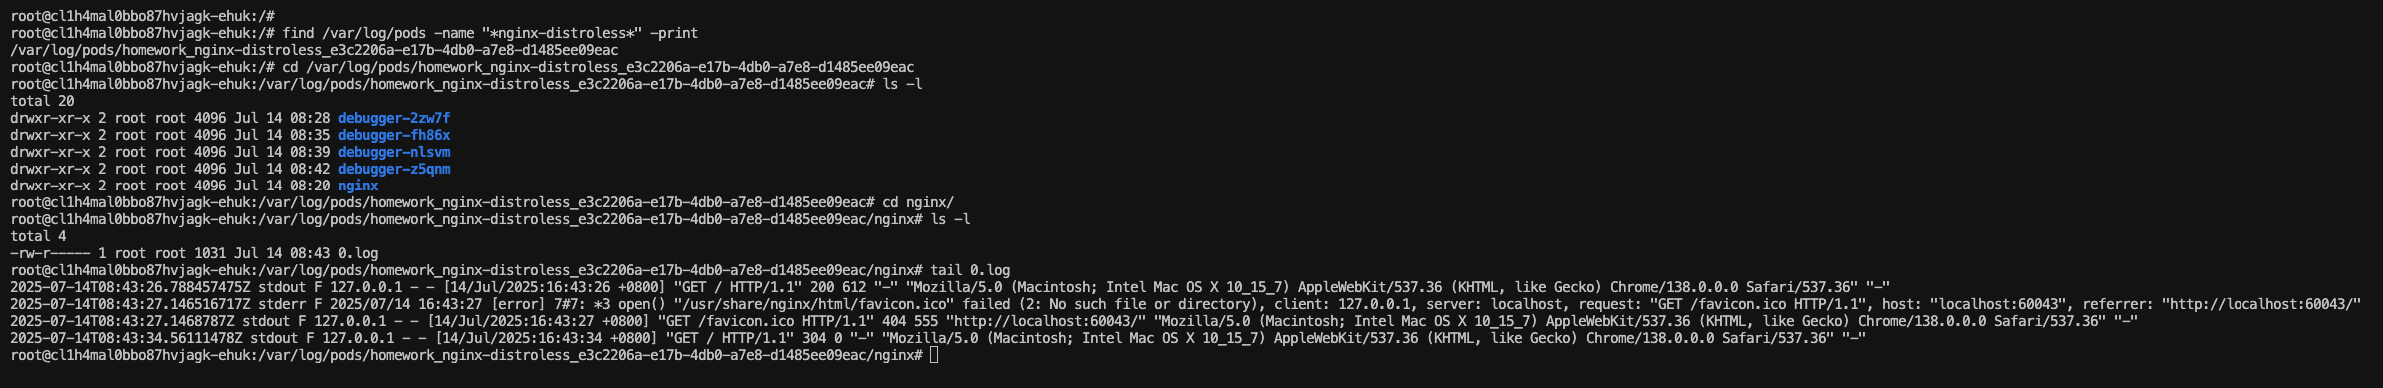 root@cl1h4mal0bbo87hvjagk-ehuk:/#
root@cl1h4mal0bbo87hvjagk-ehuk:/# find /var/log/pods -name "*nginx-distroless*" -print
/var/log/pods/homework_nginx-distroless_e3c2206a-e17b-4db0-a7e8-d1485ee09eac
root@cl1h4mal0bbo87hvjagk-ehuk:/# cd /var/log/pods/homework_nginx-distroless_e3c2206a-e17b-4db0-a7e8-d1485ee09eac
root@cl1h4mal0bbo87hvjagk-ehuk:/var/log/pods/homework_nginx-distroless_e3c2206a-e17b-4db0-a7e8-d1485ee09eac# ls -l
total 20
drwxr-xr-x 2 root root 4096 Jul 14 08:28 debugger-2zw7f
drwxr-xr-x 2 root root 4096 Jul 14 08:35 debugger-fh86x
drwxr-xr-x 2 root root 4096 Jul 14 08:39 debugger-nlsvm
drwxr-xr-x 2 root root 4096 Jul 14 08:42 debugger-z5qnm
drwxr-xr-x 2 root root 4096 Jul 14 08:20 nginx
root@cl1h4mal0bbo87hvjagk-ehuk:/var/log/pods/homework_nginx-distroless_e3c2206a-e17b-4db0-a7e8-d1485ee09eac# cd nginx/
root@cl1h4mal0bbo87hvjagk-ehuk:/var/log/pods/homework_nginx-distroless_e3c2206a-e17b-4db0-a7e8-d1485ee09eac/nginx# ls -l
total 4
-rw-r----- 1 root root 1031 Jul 14 08:43 0.log
root@cl1h4mal0bbo87hvjagk-ehuk:/var/log/pods/homework_nginx-distroless_e3c2206a-e17b-4db0-a7e8-d1485ee09eac/nginx# tail 0.log
2025-07-14T08:43:26.788457475Z stdout F 127.0.0.1 - - [14/Jul/2025:16:43:26 +0800] "GET / HTTP/1.1" 200 612 "-" "Mozilla/5.0 (Macintosh; Intel Mac OS X 10_15_7) AppleWebKit/537.36 (KHTML, like Gecko) Chrome/138.0.0.0 Safari/537.36" "-"
2025-07-14T08:43:27.146516717Z stderr F 2025/07/14 16:43:27 [error] 7#7: *3 open() "/usr/share/nginx/html/favicon.ico" failed (2: No such file or directory), client: 127.0.0.1, server: localhost, request: "GET /favicon.ico HTTP/1.1", host: "localhost:60043", referrer: "http://localhost:60043/"
2025-07-14T08:43:27.1468787Z stdout F 127.0.0.1 - - [14/Jul/2025:16:43:27 +0800] "GET /favicon.ico HTTP/1.1" 404 555 "http://localhost:60043/" "Mozilla/5.0 (Macintosh; Intel Mac OS X 10_15_7) AppleWebKit/537.36 (KHTML, like Gecko) Chrome/138.0.0.0 Safari/537.36" "-"
2025-07-14T08:43:34.56111478Z stdout F 127.0.0.1 - - [14/Jul/2025:16:43:34 +0800] "GET / HTTP/1.1" 304 0 "-" "Mozilla/5.0 (Macintosh; Intel Mac OS X 10_15_7) AppleWebKit/537.36 (KHTML, like Gecko) Chrome/138.0.0.0 Safari/537.36" "-"
root@cl1h4mal0bbo87hvjagk-ehuk:/var/log/pods/homework_nginx-distroless_e3c2206a-e17b-4db0-a7e8-d1485ee09eac/nginx#